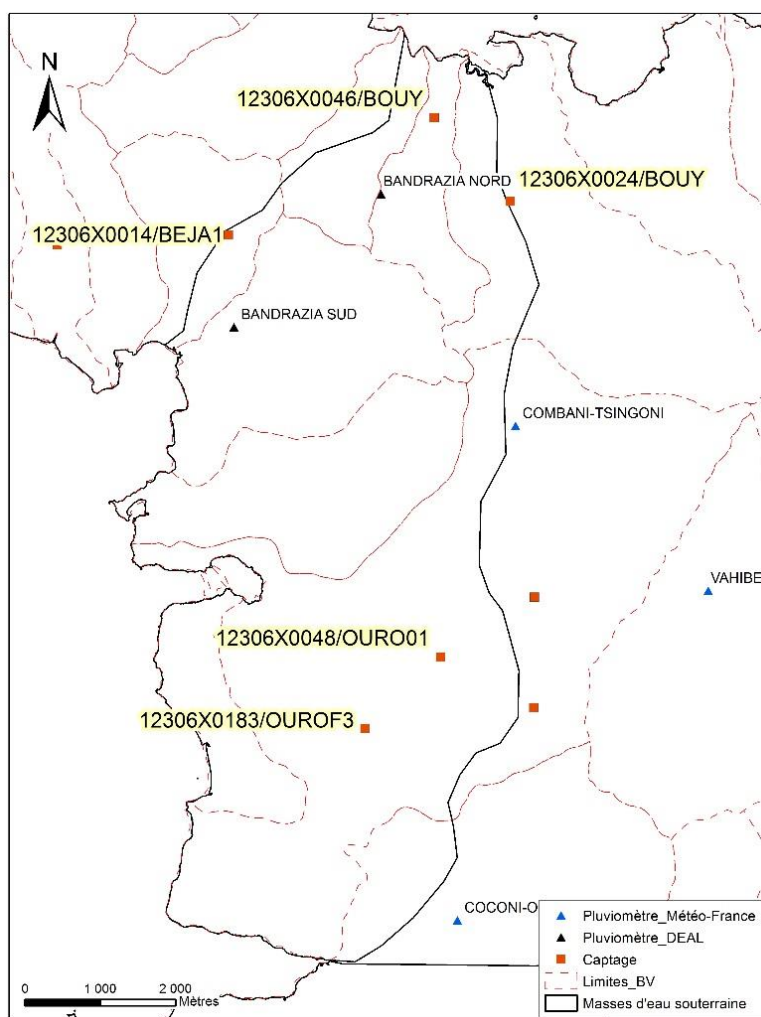 N
12306X0046/BOUY
BANDRAZIA NORD
12306X0024/BOUY
12306X0014/BEJA1
BANDRAZIA SUD
COMBANI-TSINGONI
VAHIBE
12306X0048/OURO01
12306X0183/OUROF3
COCONI-O
Pluviomètre_Météo-France
Pluviomètre_DEAL
Captage
Limites_BV
Masses d'eau souterraine
0 1 000 2 000
Mètres